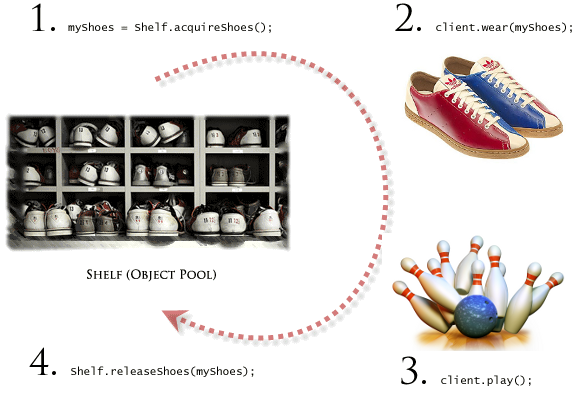 1. myShoes = Shelf.acquireShoes();
2. client.wear(myShoes);
SHELF (OBJECT POOL)
4. Shelf.releaseShoes(myShoes);
3. client.play();